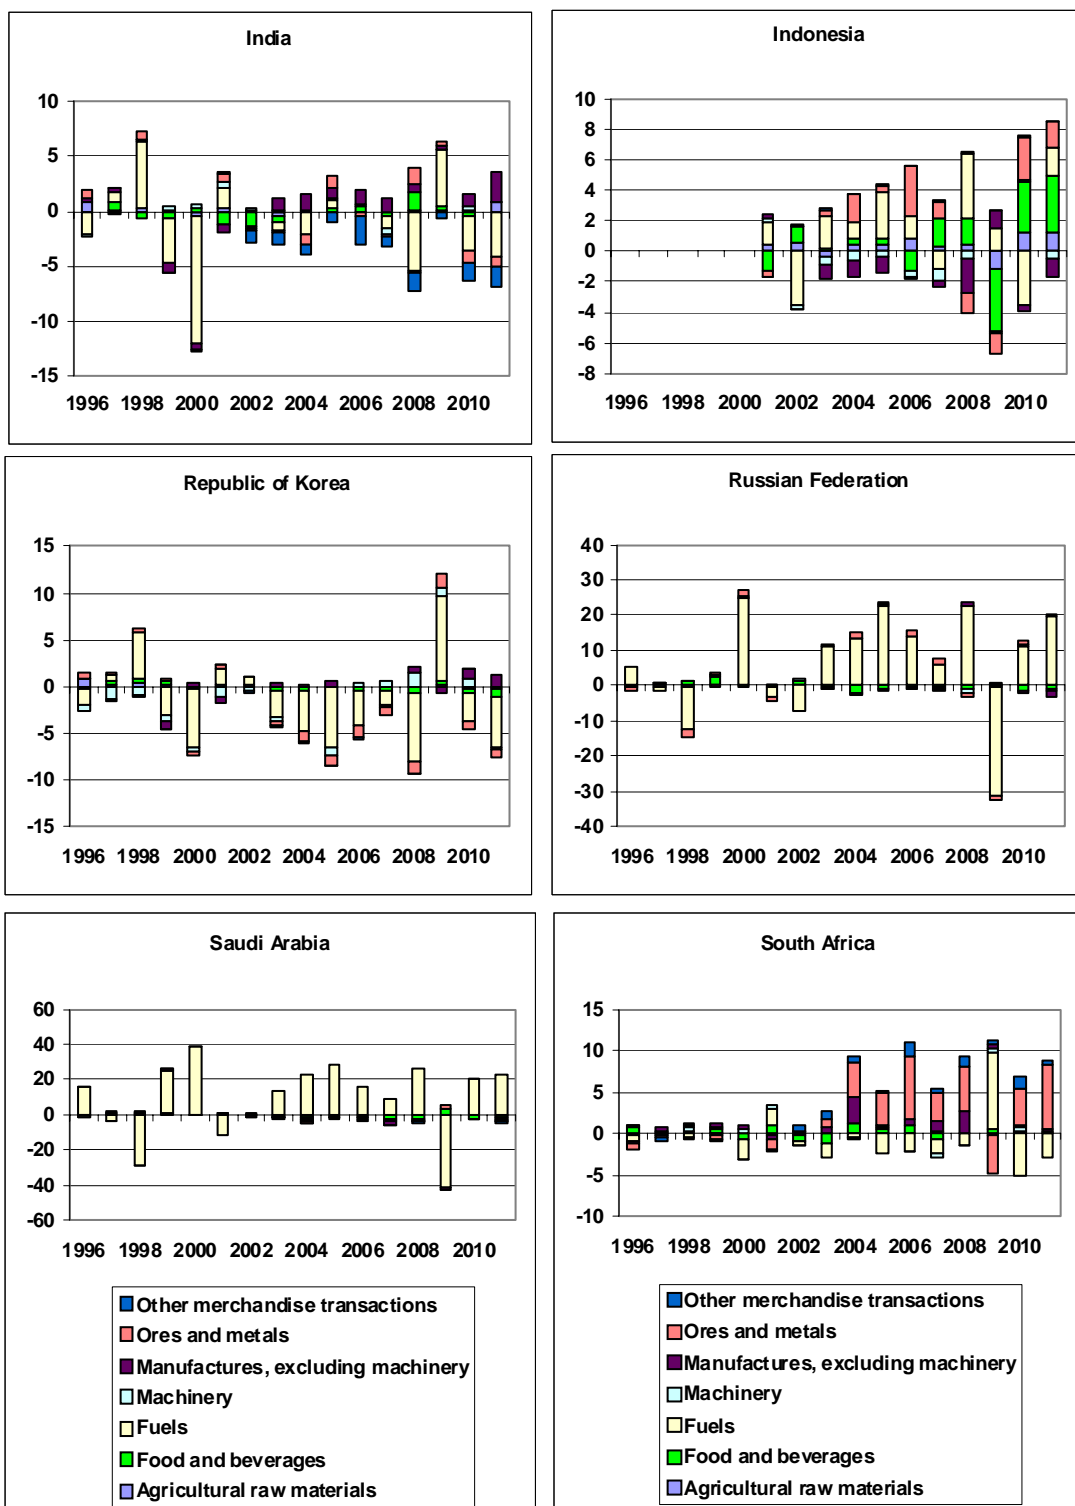 India
10
5
0
-5
-10
-15
1996 1998 2000 2002 2004 2006 2008 2010
Indonesia
10
8
6
4
2
0
-2
-4
-6
-8
1996 1998 2000 2002 2004 2006 2008 2010
Republic of Korea
15
10
5
0
-5
-10
-15
1996 1998 2000 2002 2004 2006 2008 2010
Russian Federation
40
30
20
10
0
-10
-20
-30
-40
1996 1998 2000 2002 2004 2006 2008 2010
Saudi Arabia
60
40
20
0
-20
-40
-60
1996 1998 2000 2002 2004 2006 2008 2010
Other merchandise transactions
Ores and metals
Manufactures, excluding machinery
Machinery
Fuels
Food and beverages
Agricultural raw materials
South Africa
15
10
5
0
-5
-10
1996 1998 2000 2002 2004 2006 2008 2010
Other merchandise transactions
Ores and metals
Manufactures, excluding machinery
Machinery
Fuels
Food and beverages
Agricultural raw materials